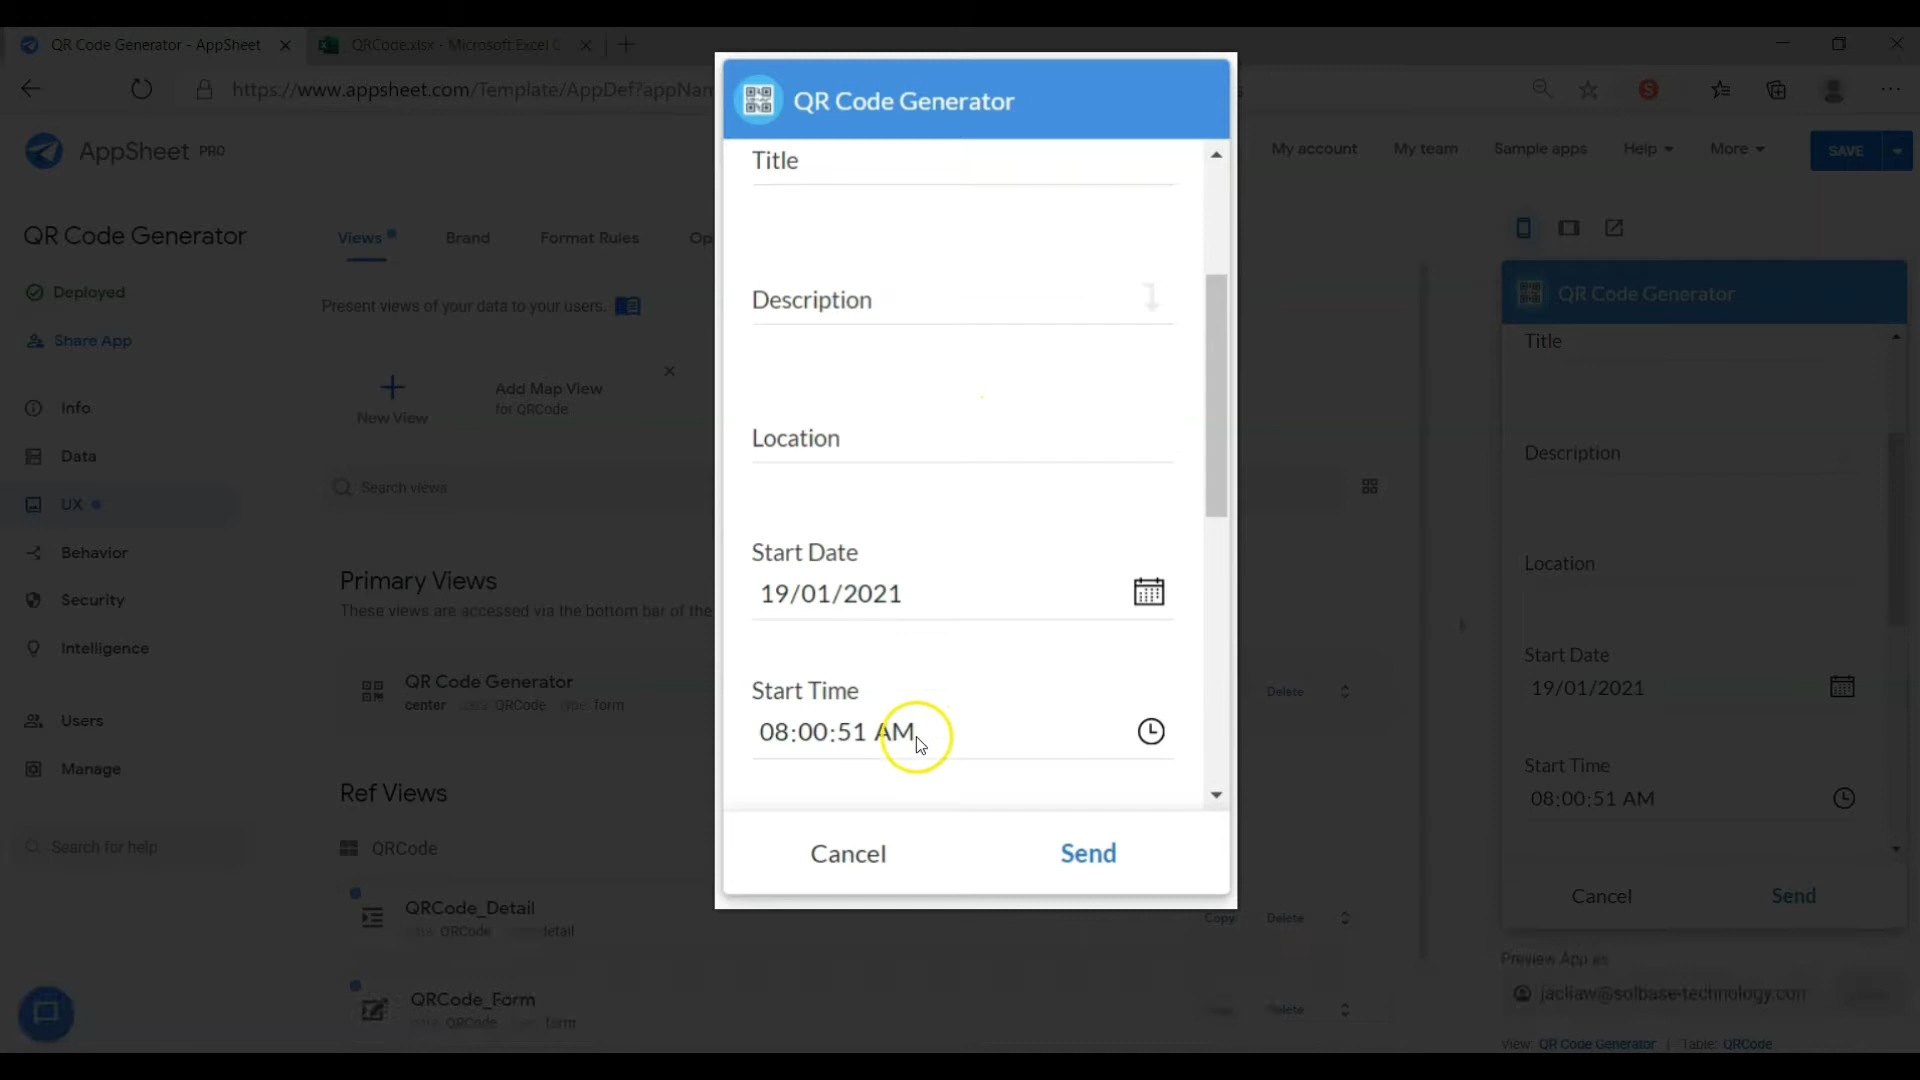 QR Code Generator - AppSheet
QRCode.xlsx - Microsoft Excel
https://www.appsheet.com/Template/AppDef?appNam
AppSheet PRO
My account
My team
Sample apps
Help
More
SAVE
QR Code Generator
Deployed
Share App
Info
Data
UX
Behavior
Security
Intelligence
Users
Manage
Search for help
Views
Brand
Format Rules
Op
Present views of your data to your users.
New View
Add Map View
for QRCode
Search views
Primary Views
These views are accessed via the bottom bar of the
QR Code Generator
center data: QRCode type: form
Delete
Ref Views
QRCode
QRCode_Detail
QRCode detail
Copy
Delete
QRCode_Form
QRCode form
Delete
QR Code Generator
Title
Description
Location
Start Date
19/01/2021
Start Time
08:00:51 AM
Cancel
Send
QR Code Generator
Title
Description
Location
Start Date
19/01/2021
Start Time
08:00:51 AM
Cancel
Send
Preview App as
jacliaw@solbase-technology.com
View: QR Code Generator | Table: QRCode